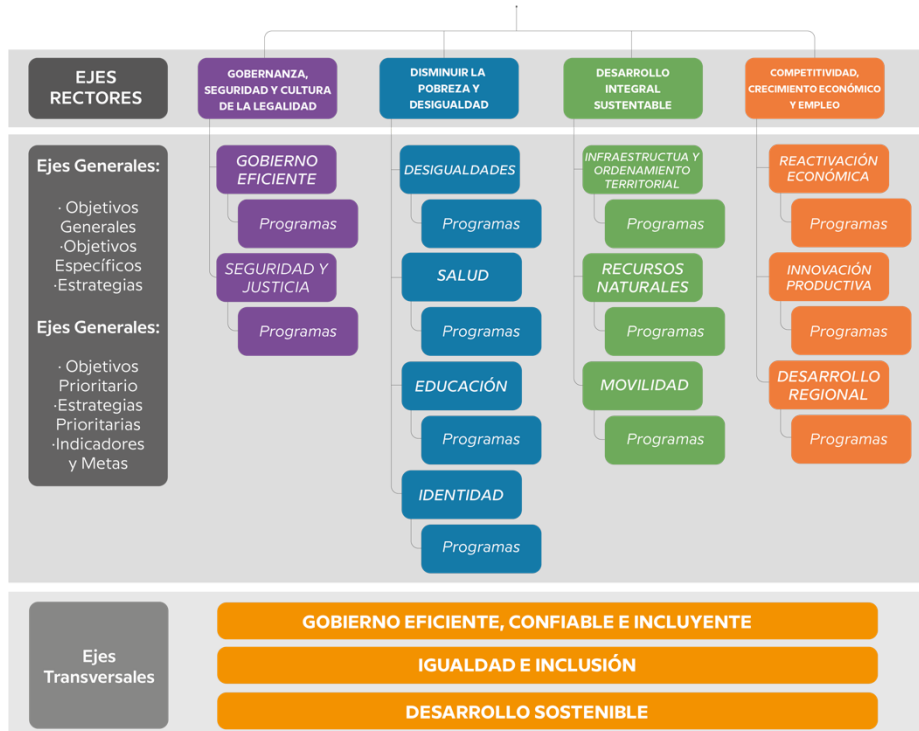 EJES
RECTORES
GOBERNANZA,
SEGURIDAD Y CULTURA
DE LA LEGALIDAD
DISMINUIR LA
POBREZA Y
DESIGUALDAD
DESARROLLO
INTEGRAL
SUSTENTABLE
COMPETITIVIDAD,
CRECIMIENTO ECONÓMICO
Y EMPLEO
Ejes Generales:
· Objetivos
Generales
·Objetivos
Específicos
·Estrategias
Ejes Generales:
· Objetivos
Prioritario
·Estrategias
Prioritarias
·Indicadores
y Metas
GOBIERNO
EFICIENTE
Programas
SEGURIDAD Y
JUSTICIA
Programas
DESIGUALDADES
Programas
SALUD
Programas
EDUCACIÓN
Programas
IDENTIDAD
Programas
INFRAESTRUCTUA Y
ORDENAMIENTO
TERRITORIAL
Programas
RECURSOS
NATURALES
Programas
MOVILIDAD
Programas
REACTIVACIÓN
ECONÓMICA
Programas
INNOVACIÓN
PRODUCTIVA
Programas
DESARROLLO
REGIONAL
Programas
Ejes
Transversales
GOBIERNO EFICIENTE, CONFIABLE E INCLUYENTE
IGUALDAD E INCLUSIÓN
DESARROLLO SOSTENIBLE